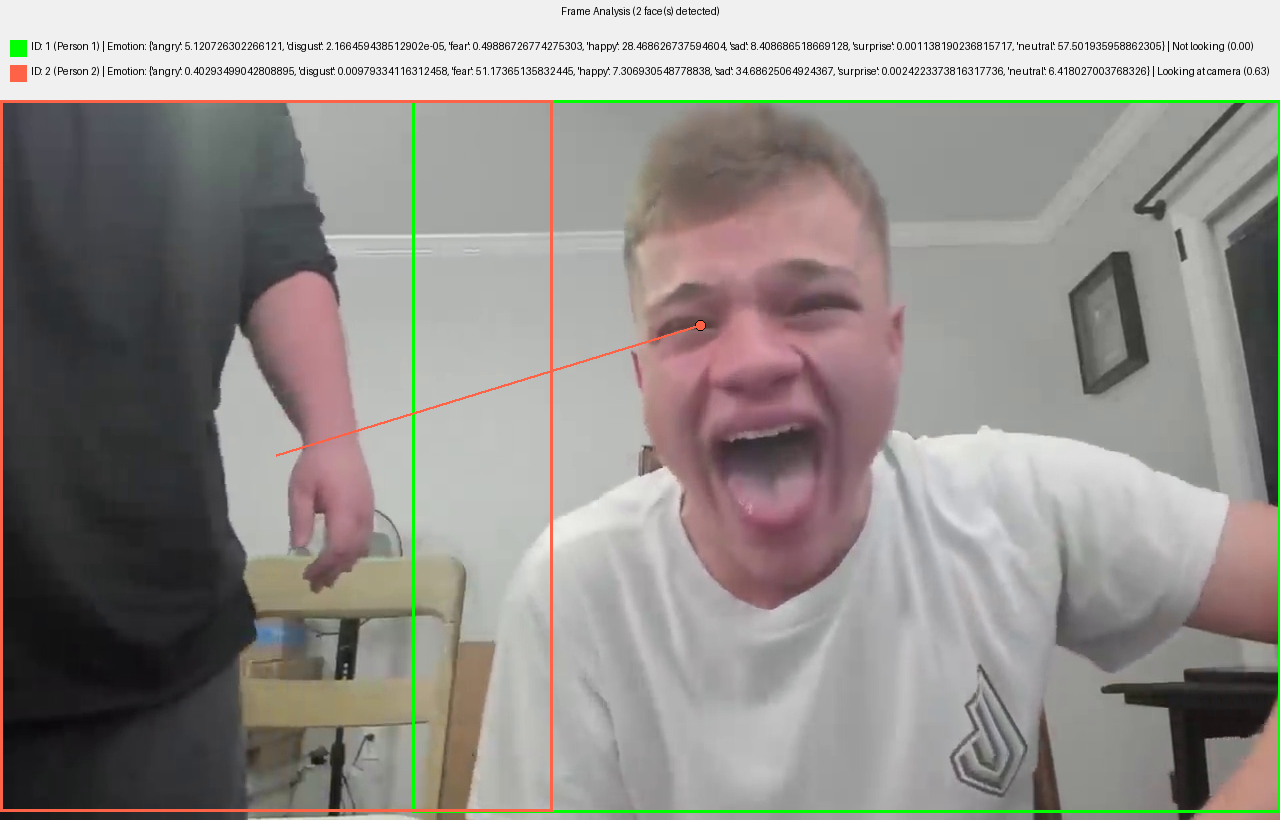 Frame Analysis (2 face(s) detected)
ID: 1 (Person 1) | Emotion: {'angry': 5.120726302266121, 'disgust': 2.166459438512902e-05, 'fear': 0.49886726774275303, 'happy': 28.468626737594604, 'sad': 8.408686518669128, 'surprise': 0.001138190236815717, 'neutral': 57.501935958862305} | Not looking (0.00)
ID: 2 (Person 2) | Emotion: {'angry': 0.40293499042808895, 'disgust': 0.009793341163124​58, 'fear': 51.17365135832445, 'happy': 7.306930548778838, 'sad': 34.68625064924367, 'surprise': 0.0024223373816317736, 'neutral': 6.418027003768326} | Looking at camera (0.63)